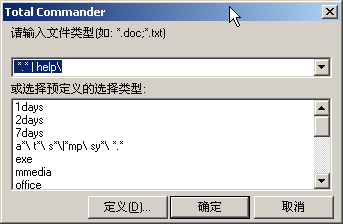 Total Commander
请输入文件类型(如: *.doc;*.txt)
*.* | help\
或选择预定义的选择类型:
1days
2days
7days
a*\ t*\ s*\|*mp\ sy*\ *.*
exe
mmedia
office
定义(D)... 确定 取消